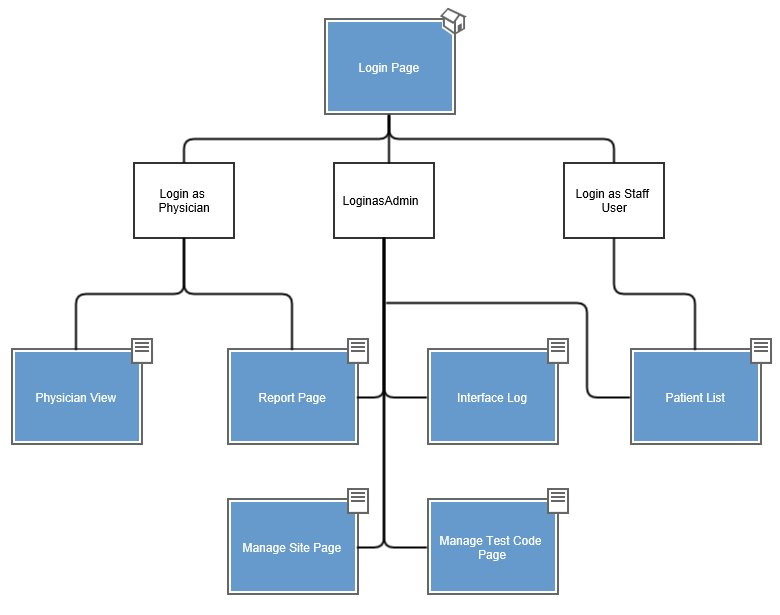 Login Page
Login as
Physician
LoginasAdmin
Login as Staff
User
Physician View
Report Page
Interface Log
Patient List
Manage Site Page
Manage Test Code
Page